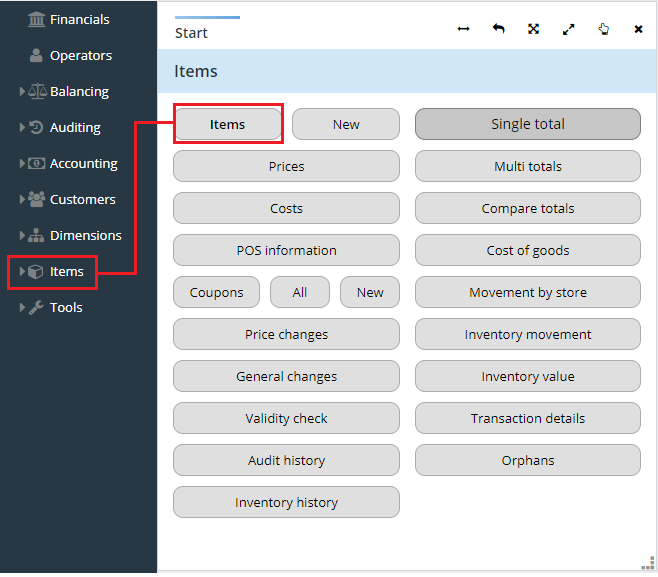 Financials
Operators
Balancing
Auditing
Accounting
Customers
Dimensions
Items
Tools
Start
Items
Items New
Prices
Costs
POS information
Coupons All New
Price changes
General changes
Validity check
Audit history
Inventory history
Single total
Multi totals
Compare totals
Cost of goods
Movement by store
Inventory movement
Inventory value
Transaction details
Orphans